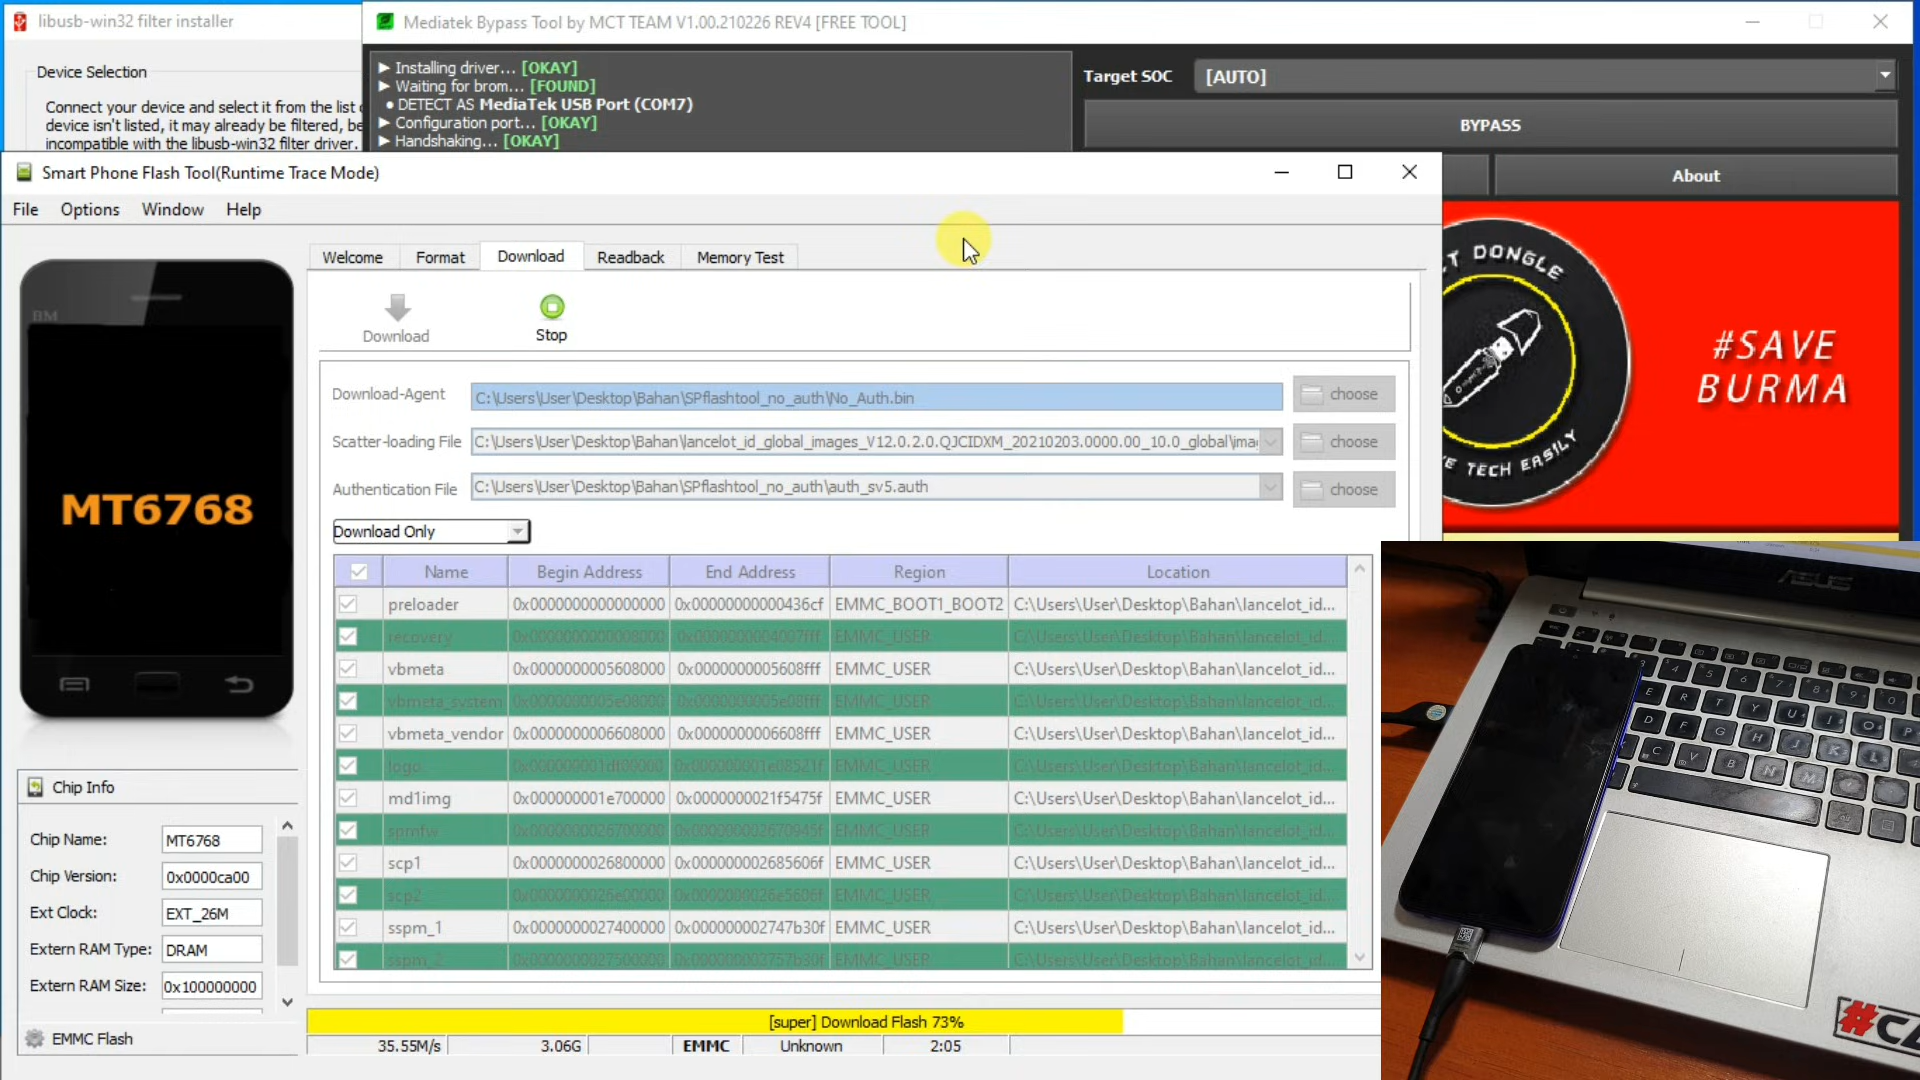 libusb-win32 filter installer
Device Selection
Connect your device and select it from the list
device isn't listed, it may already be filtered, be
incompatible with the libusb-win32 filter driver.
Mediatek Bypass Tool by MCT TEAM V1.00.210226 REV4 [FREE TOOL]
► Installing driver... [OKAY]
► Waiting for brom... [FOUND]
● DETECT AS MediaTek USB Port (COM7)
► Configuration port... [OKAY]
► Handshaking... [OKAY]
Target SOC [AUTO]
BYPASS
About
T DONGLE
E TECH EASILY
#SAVE
BURMA
Smart Phone Flash Tool(Runtime Trace Mode)
File Options Window Help
Welcome Format Download Readback Memory Test
Download Stop
Download-Agent C:\Users\User\Desktop\Bahan\SPflashtool_no_auth\No_Auth.bin choose
Scatter-loading File C:\Users\User\Desktop\Bahan\lancelot_id_global_images_V12.0.2.0.QJCIDXM_20210203.0000.00_10.0_global\ima choose
Authentication File C:\Users\User\Desktop\Bahan\SPflashtool_no_auth\auth_sv5.auth choose
Download Only
Name Begin Address End Address Region Location
preloader 0x0000000000000000 0x00000000000436cf EMMC_BOOT1_BOOT2 C:\Users\User\Desktop\Bahan\lancelot_id...
recovery 0x0000000000008000 0x0000000004007fff EMMC_USER C:\Users\User\Desktop\Bahan\lancelot_id...
vbmeta 0x0000000005608000 0x0000000005608fff EMMC_USER C:\Users\User\Desktop\Bahan\lancelot_id...
vbmeta_system 0x0000000005e08000 0x0000000005e08fff EMMC_USER C:\Users\User\Desktop\Bahan\lancelot_id...
vbmeta_vendor 0x0000000006608000 0x0000000006608fff EMMC_USER C:\Users\User\Desktop\Bahan\lancelot_id...
logo 0x000000001df09000 0x000000001e08521f EMMC_USER C:\Users\User\Desktop\Bahan\lancelot_id...
md1img 0x000000001e700000 0x0000000021f5475f EMMC_USER C:\Users\User\Desktop\Bahan\lancelot_id...
spmfw 0x0000000026700000 0x000000002670945f EMMC_USER C:\Users\User\Desktop\Bahan\lancelot_id...
scp1 0x0000000026800000 0x000000002685606f EMMC_USER C:\Users\User\Desktop\Bahan\lancelot_id...
scp2 0x0000000026e00000 0x0000000026e5606f EMMC_USER C:\Users\User\Desktop\Bahan\lancelot_id...
sspm_1 0x0000000027400000 0x000000002747b30f EMMC_USER C:\Users\User\Desktop\Bahan\lancelot_id...
sspm_2 0x0000000027500000 0x000000002757b30f EMMC_USER C:\Users\User\Desktop\Bahan\lancelot_id...
BM
MT6768
Chip Info
Chip Name: MT6768
Chip Version: 0x0000ca00
Ext Clock: EXT_26M
Extern RAM Type: DRAM
Extern RAM Size: 0x100000000
EMMC Flash
[super] Download Flash 73%
35.55M/s 3.06G EMMC Unknown 2:05
ASUS